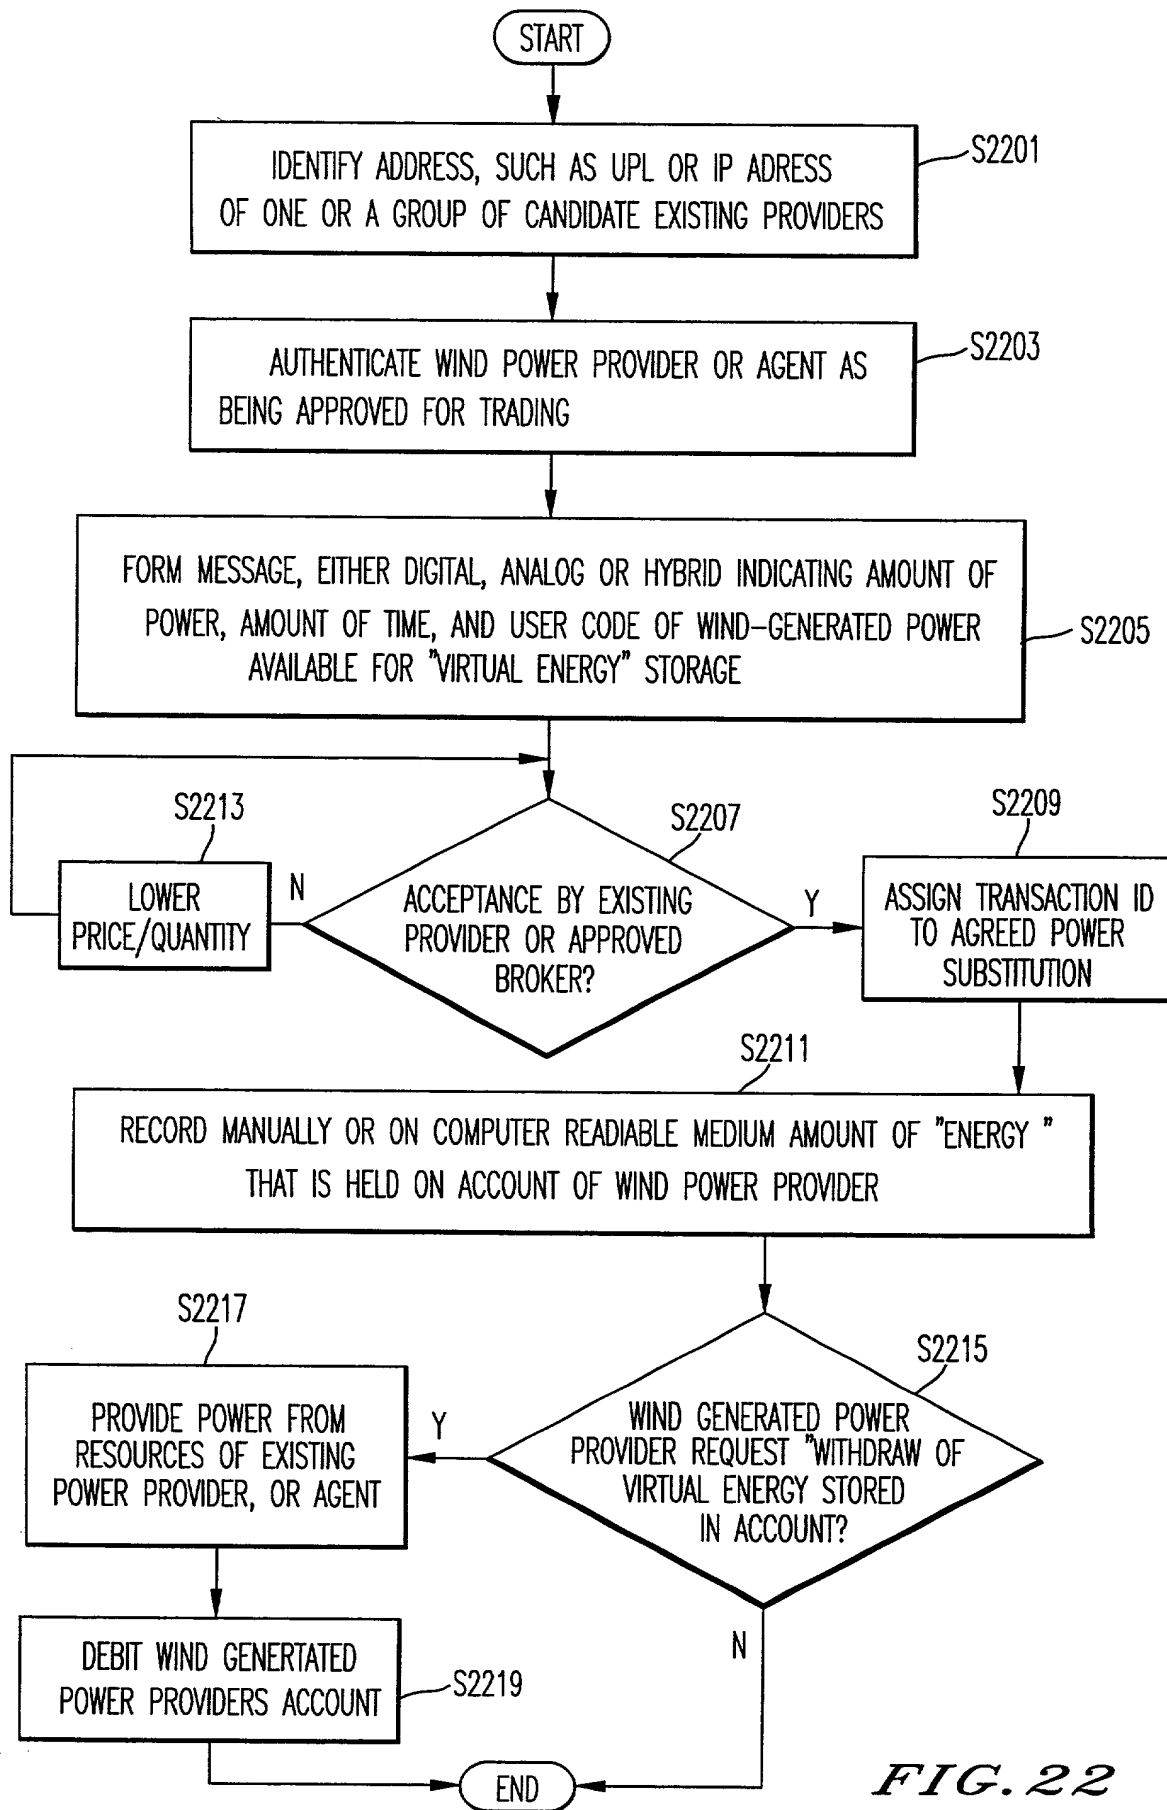 START
IDENTIFY ADDRESS, SUCH AS UPL OR IP ADRESS
OF ONE OR A GROUP OF CANDIDATE EXISTING PROVIDERS
S2201
AUTHENTICATE WIND POWER PROVIDER OR AGENT AS
BEING APPROVED FOR TRADING
S2203
FORM MESSAGE, EITHER DIGITAL, ANALOG OR HYBRID INDICATING AMOUNT OF
POWER, AMOUNT OF TIME, AND USER CODE OF WIND-GENERATED POWER
AVAILABLE FOR "VIRTUAL ENERGY" STORAGE
S2205
S2213
LOWER
PRICE/QUANTITY
N
S2207
ACCEPTANCE BY EXISTING
PROVIDER OR APPROVED
BROKER?
Y
S2209
ASSIGN TRANSACTION ID
TO AGREED POWER
SUBSTITUTION
S2211
RECORD MANUALLY OR ON COMPUTER READIABLE MEDIUM AMOUNT OF "ENERGY "
THAT IS HELD ON ACCOUNT OF WIND POWER PROVIDER
S2217
PROVIDE POWER FROM
RESOURCES OF EXISTING
POWER PROVIDER, OR AGENT
Y
S2215
WIND GENERATED POWER
PROVIDER REQUEST "WITHDRAW OF
VIRTUAL ENERGY STORED
IN ACCOUNT?
N
DEBIT WIND GENERTATED
POWER PROVIDERS ACCOUNT
S2219
END
FIG.22